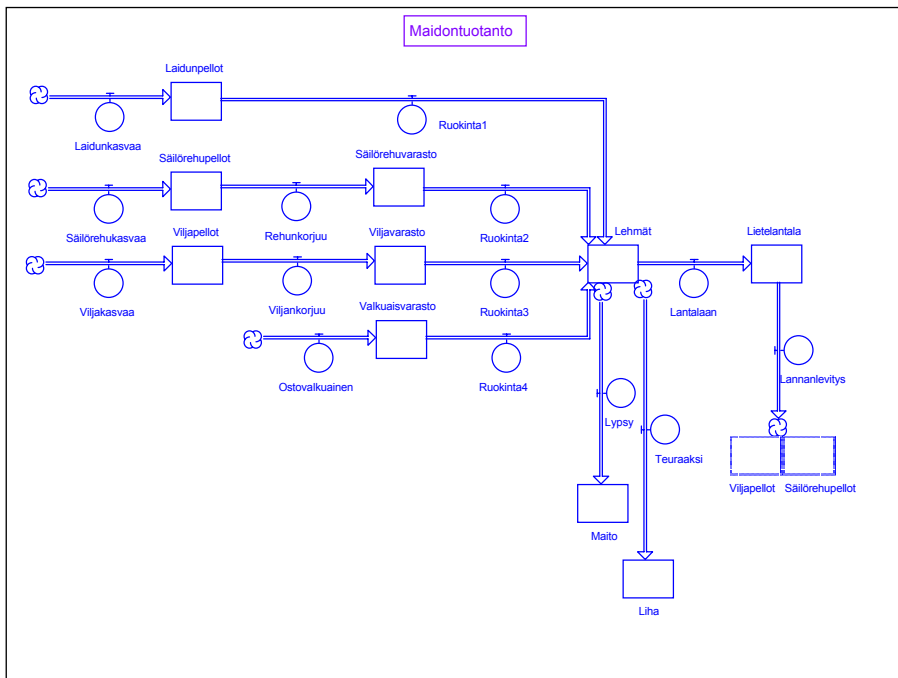 Maidontuotanto
Laidunpellot
Laidunkasvaa
Ruokinta1
Säilörehupellot
Säilörehuvarasto
Säilörehukasvaa
Rehunkorjuu
Ruokinta2
Viljapellot
Viljavarasto
Lehmät
Lietelantala
Viljakasvaa
Viljankorjuu
Ruokinta3
Lantalaan
Valkuaisvarasto
Ostovalkuainen
Ruokinta4
Lannanlevitys
Lypsy
Teuraaksi
Viljapellot
Säilörehupellot
Maito
Liha